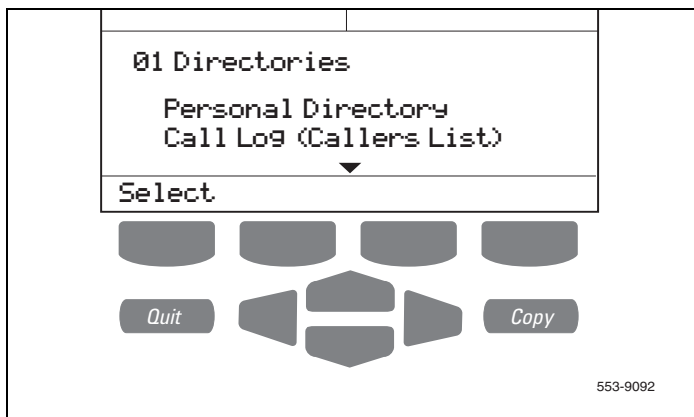 01 Directories
Personal Directory
Call Log (Callers List)
Select
Quit
Copy
553-9092